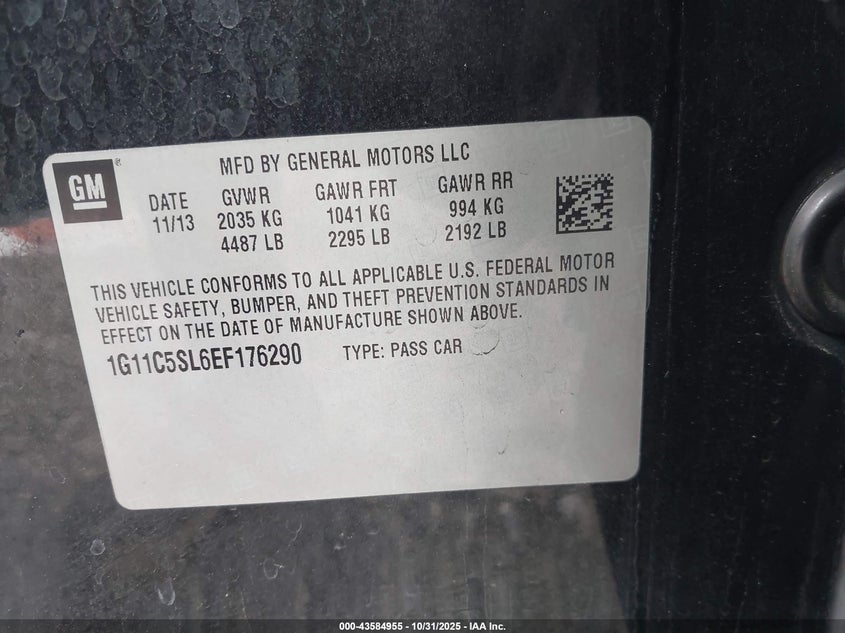 GM
MFD BY GENERAL MOTORS LLC
DATE GVWR GAWR FRT GAWR RR
11/13 2035 KG 1041 KG 994 KG
4487 LB 2295 LB 2192 LB
THIS VEHICLE CONFORMS TO ALL APPLICABLE U.S. FEDERAL MOTOR
VEHICLE SAFETY, BUMPER, AND THEFT PREVENTION STANDARDS IN
EFFECT ON THE DATE OF MANUFACTURE SHOWN ABOVE.
1G11C5SL6EF176290 TYPE: PASS CAR
000-43584955 - 10/31/2025 - IAA Inc.